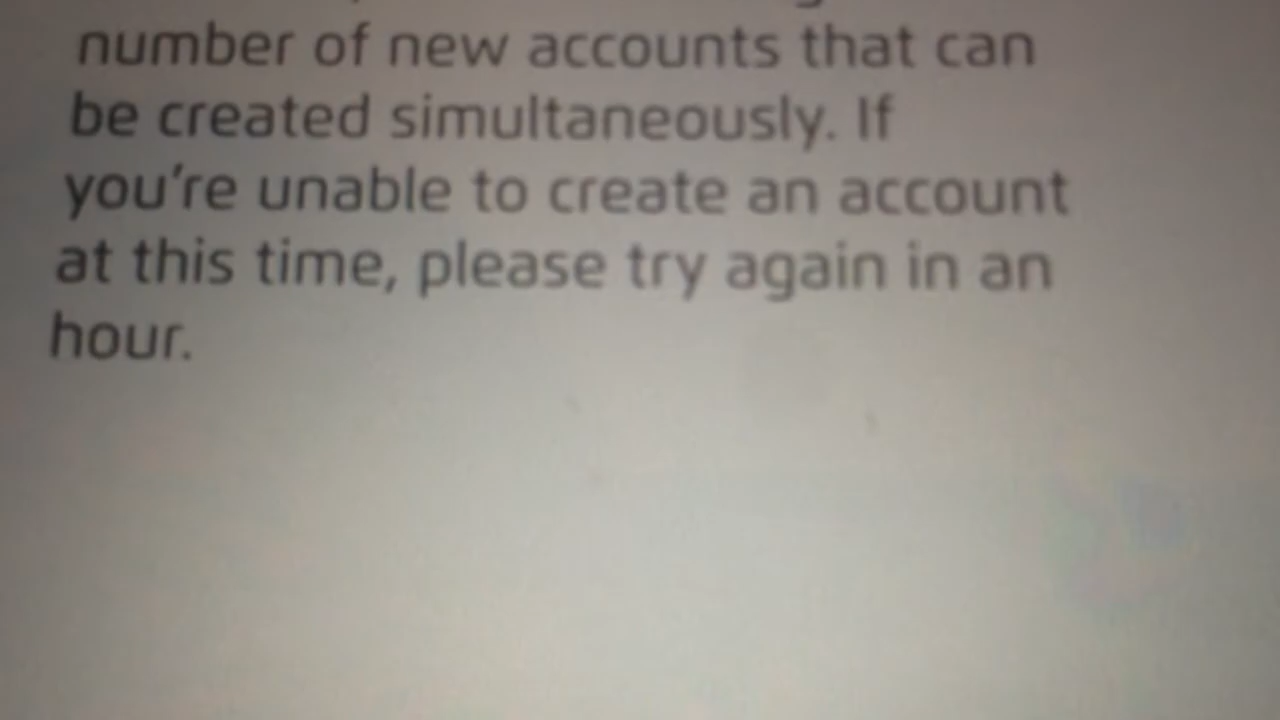 number of new accounts that can
be created simultaneously. If
you're unable to create an account
at this time, please try again in an
hour.